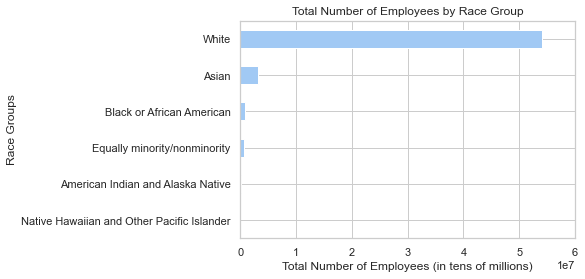 Total Number of Employees by Race Group
White
Asian
Black or African American
Equally minority/nonminority
American Indian and Alaska Native
Native Hawaiian and Other Pacific Islander
Race Groups
0 1 2 3 4 5 6
1e7
Total Number of Employees (in tens of millions)